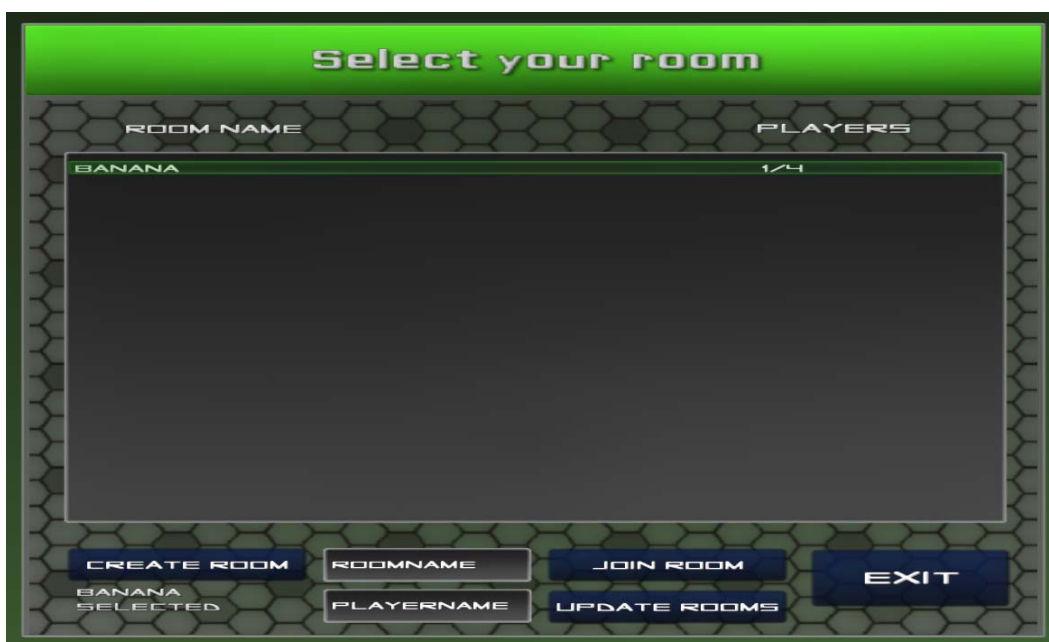 Select your room
ROOM NAME PLAYERS
BANANA 1/4
CREATE ROOM ROOMNAME JOIN ROOM EXIT
BANANA
SELECTED PLAYERNAME UPDATE ROOMS